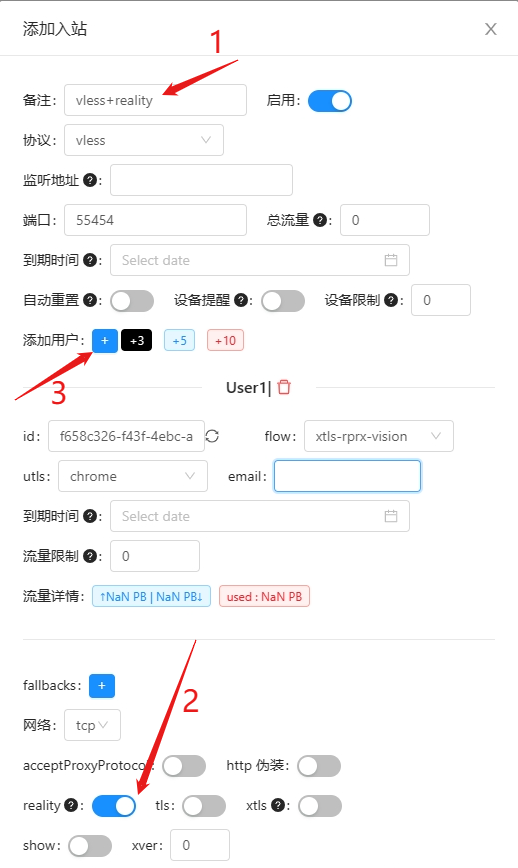 添加入站
1
备注: vless+reality 启用:
协议: vless
监听地址 ? :
端口: 55454 总流量 ? : 0
到期时间 ? : Select date
自动重置 ? : 设备提醒 ? : 设备限制 ? : 0
添加用户: + +3 +5 +10
3
User1|
id: f658c326-f43f-4ebc-a flow: xtls-rprx-vision
utls: chrome email:
到期时间 ? : Select date
流量限制 ? : 0
流量详情: ↑NaN PB | NaN PB↓ used : NaN PB
fallbacks: +
2
网络: tcp
acceptProxyProtocol: http 伪装:
reality ? : tls: xtls ? :
show: xver: 0